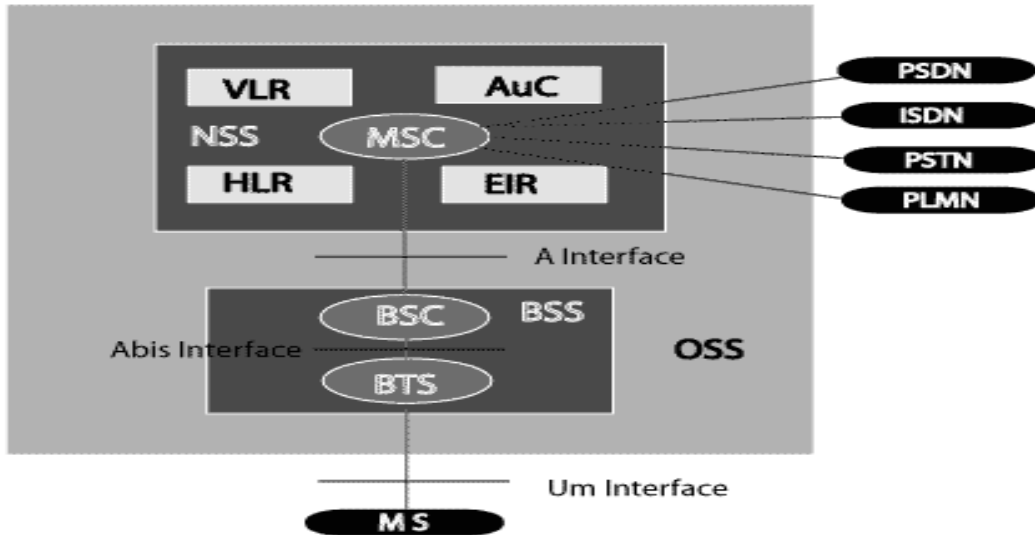 PSDN
VLR
AuC
ISDN
NSS
MSC
PSTN
HLR
EIR
PLMN
A Interface
BSC
BSS
Abis Interface
OSS
BTS
Um Interface
M S